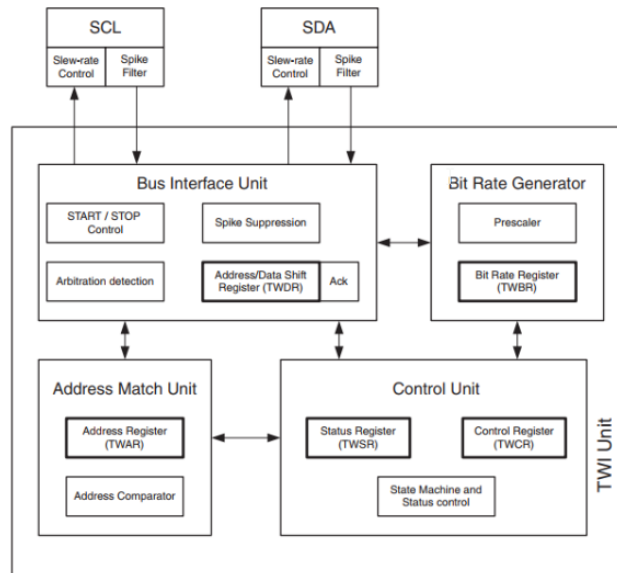 SCL
Slew-rate
Control
Spike
Filter
SDA
Slew-rate
Control
Spike
Filter
Bus Interface Unit
START / STOP
Control
Spike Suppression
Arbitration detection
Address/Data Shift
Register (TWDR)
Ack
Bit Rate Generator
Prescaler
Bit Rate Register
(TWBR)
Address Match Unit
Address Register
(TWAR)
Address Comparator
Control Unit
Status Register
(TWSR)
Control Register
(TWCR)
State Machine and
Status control
TWI Unit